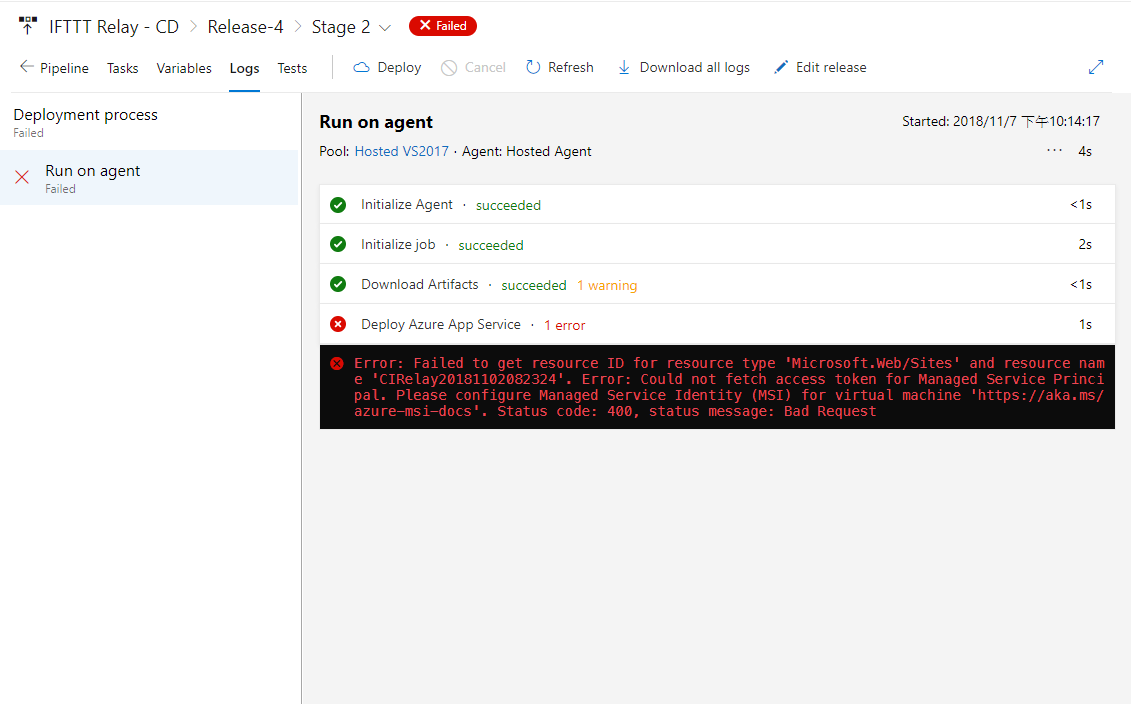 IFTTT Relay - CD > Release-4 > Stage 2 Failed
Pipeline Tasks Variables Logs Tests Deploy Cancel Refresh Download all logs Edit release
Deployment process
Failed
Run on agent
Failed
Run on agent
Started: 2018/11/7 下午10:14:17
Pool: Hosted VS2017 · Agent: Hosted Agent
··· 4s
Initialize Agent · succeeded <1s
Initialize job · succeeded 2s
Download Artifacts · succeeded 1 warning <1s
Deploy Azure App Service · 1 error 1s
Error: Failed to get resource ID for resource type 'Microsoft.Web/Sites' and resource nam
e 'CIRelay20181102082324'. Error: Could not fetch access token for Managed Service Princi
pal. Please configure Managed Service Identity (MSI) for virtual machine 'https://aka.ms/
azure-msi-docs'. Status code: 400, status message: Bad Request